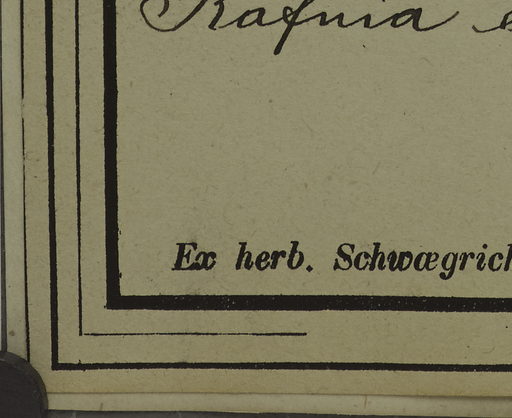 Rafnia
Ex herb. Schwægrich